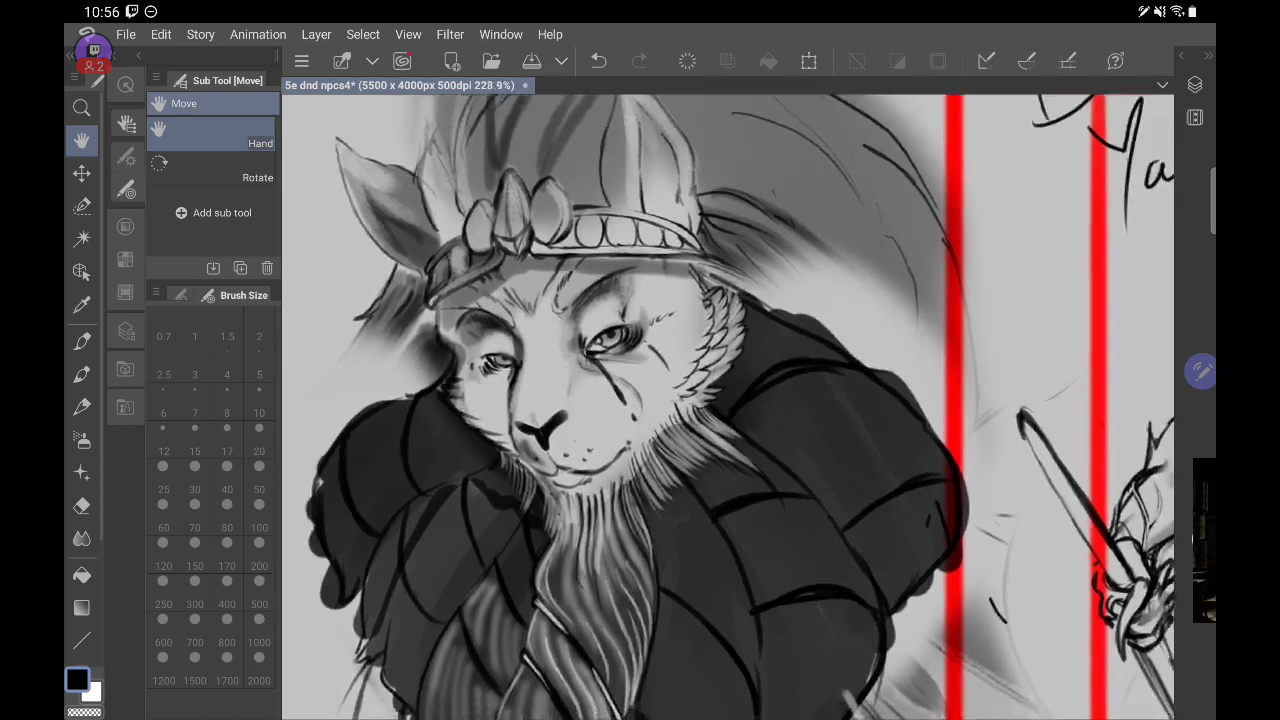 10:56
File Edit Story Animation Layer Select View Filter Window Help
2
Sub Tool [Move]
5e dnd npcs4* (5500 x 4000px 500dpi 228.9%)
Move
Hand
Rotate
Add sub tool
Brush Size
0.7 1 1.5 2
2.5 3 4 5
6 7 8 10
12 15 17 20
25 30 40 50
60 70 80 100
120 150 170 200
250 300 400 500
600 700 800 1000
1200 1500 1700 2000